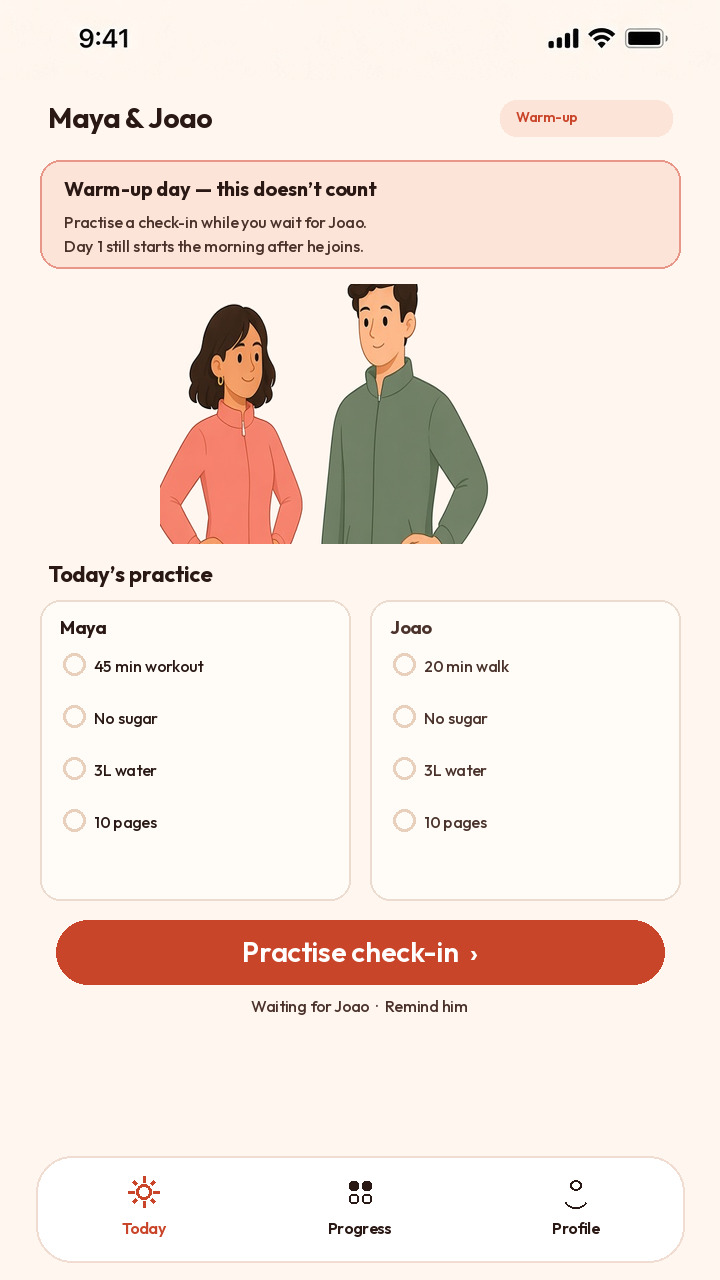 9:41
Maya & Joao
Warm-up
Warm-up day — this doesn’t count
Practise a check-in while you wait for Joao.
Day 1 still starts the morning after he joins.
Today’s practice
Maya
45 min workout
No sugar
3L water
10 pages
Joao
20 min walk
No sugar
3L water
10 pages
Practise check-in ›
Waiting for Joao · Remind him
Today
Progress
Profile